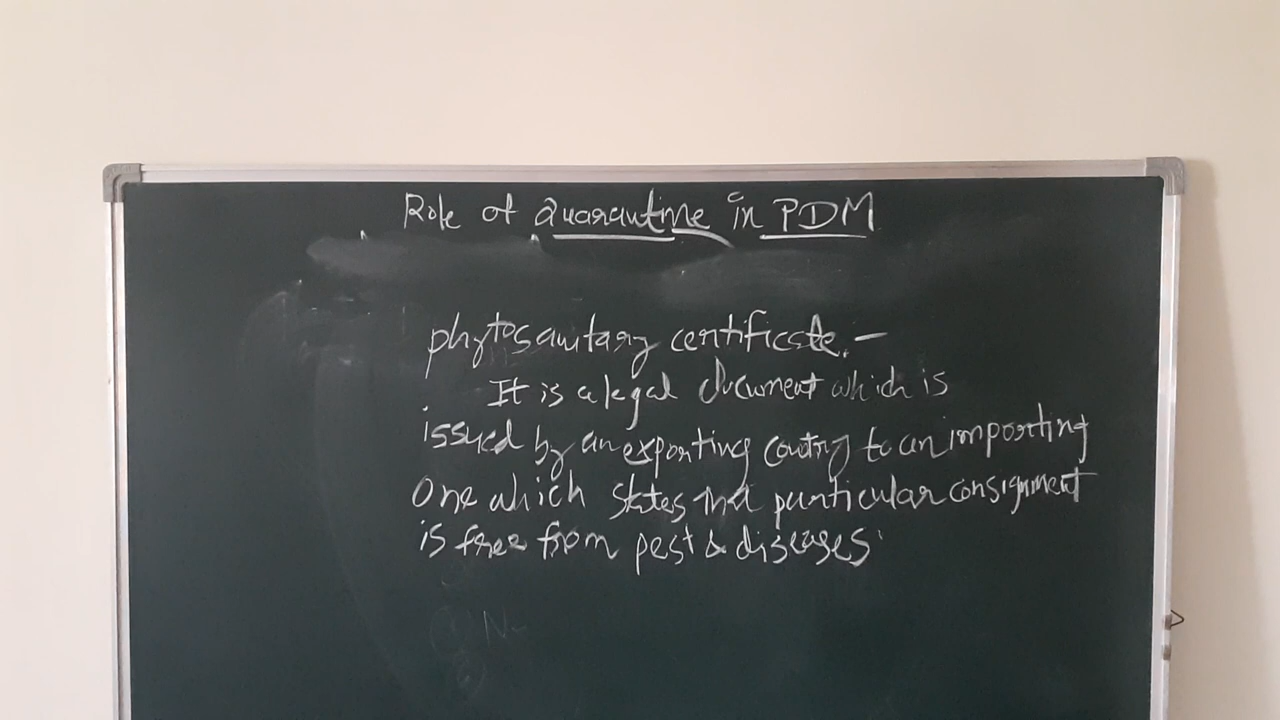 Role of Quarantine in PDM
phytosanitary certificate. –
It is a legal document which is
issued by an exporting country to an importing
One which states that particular consignment
is free from pest & diseases.